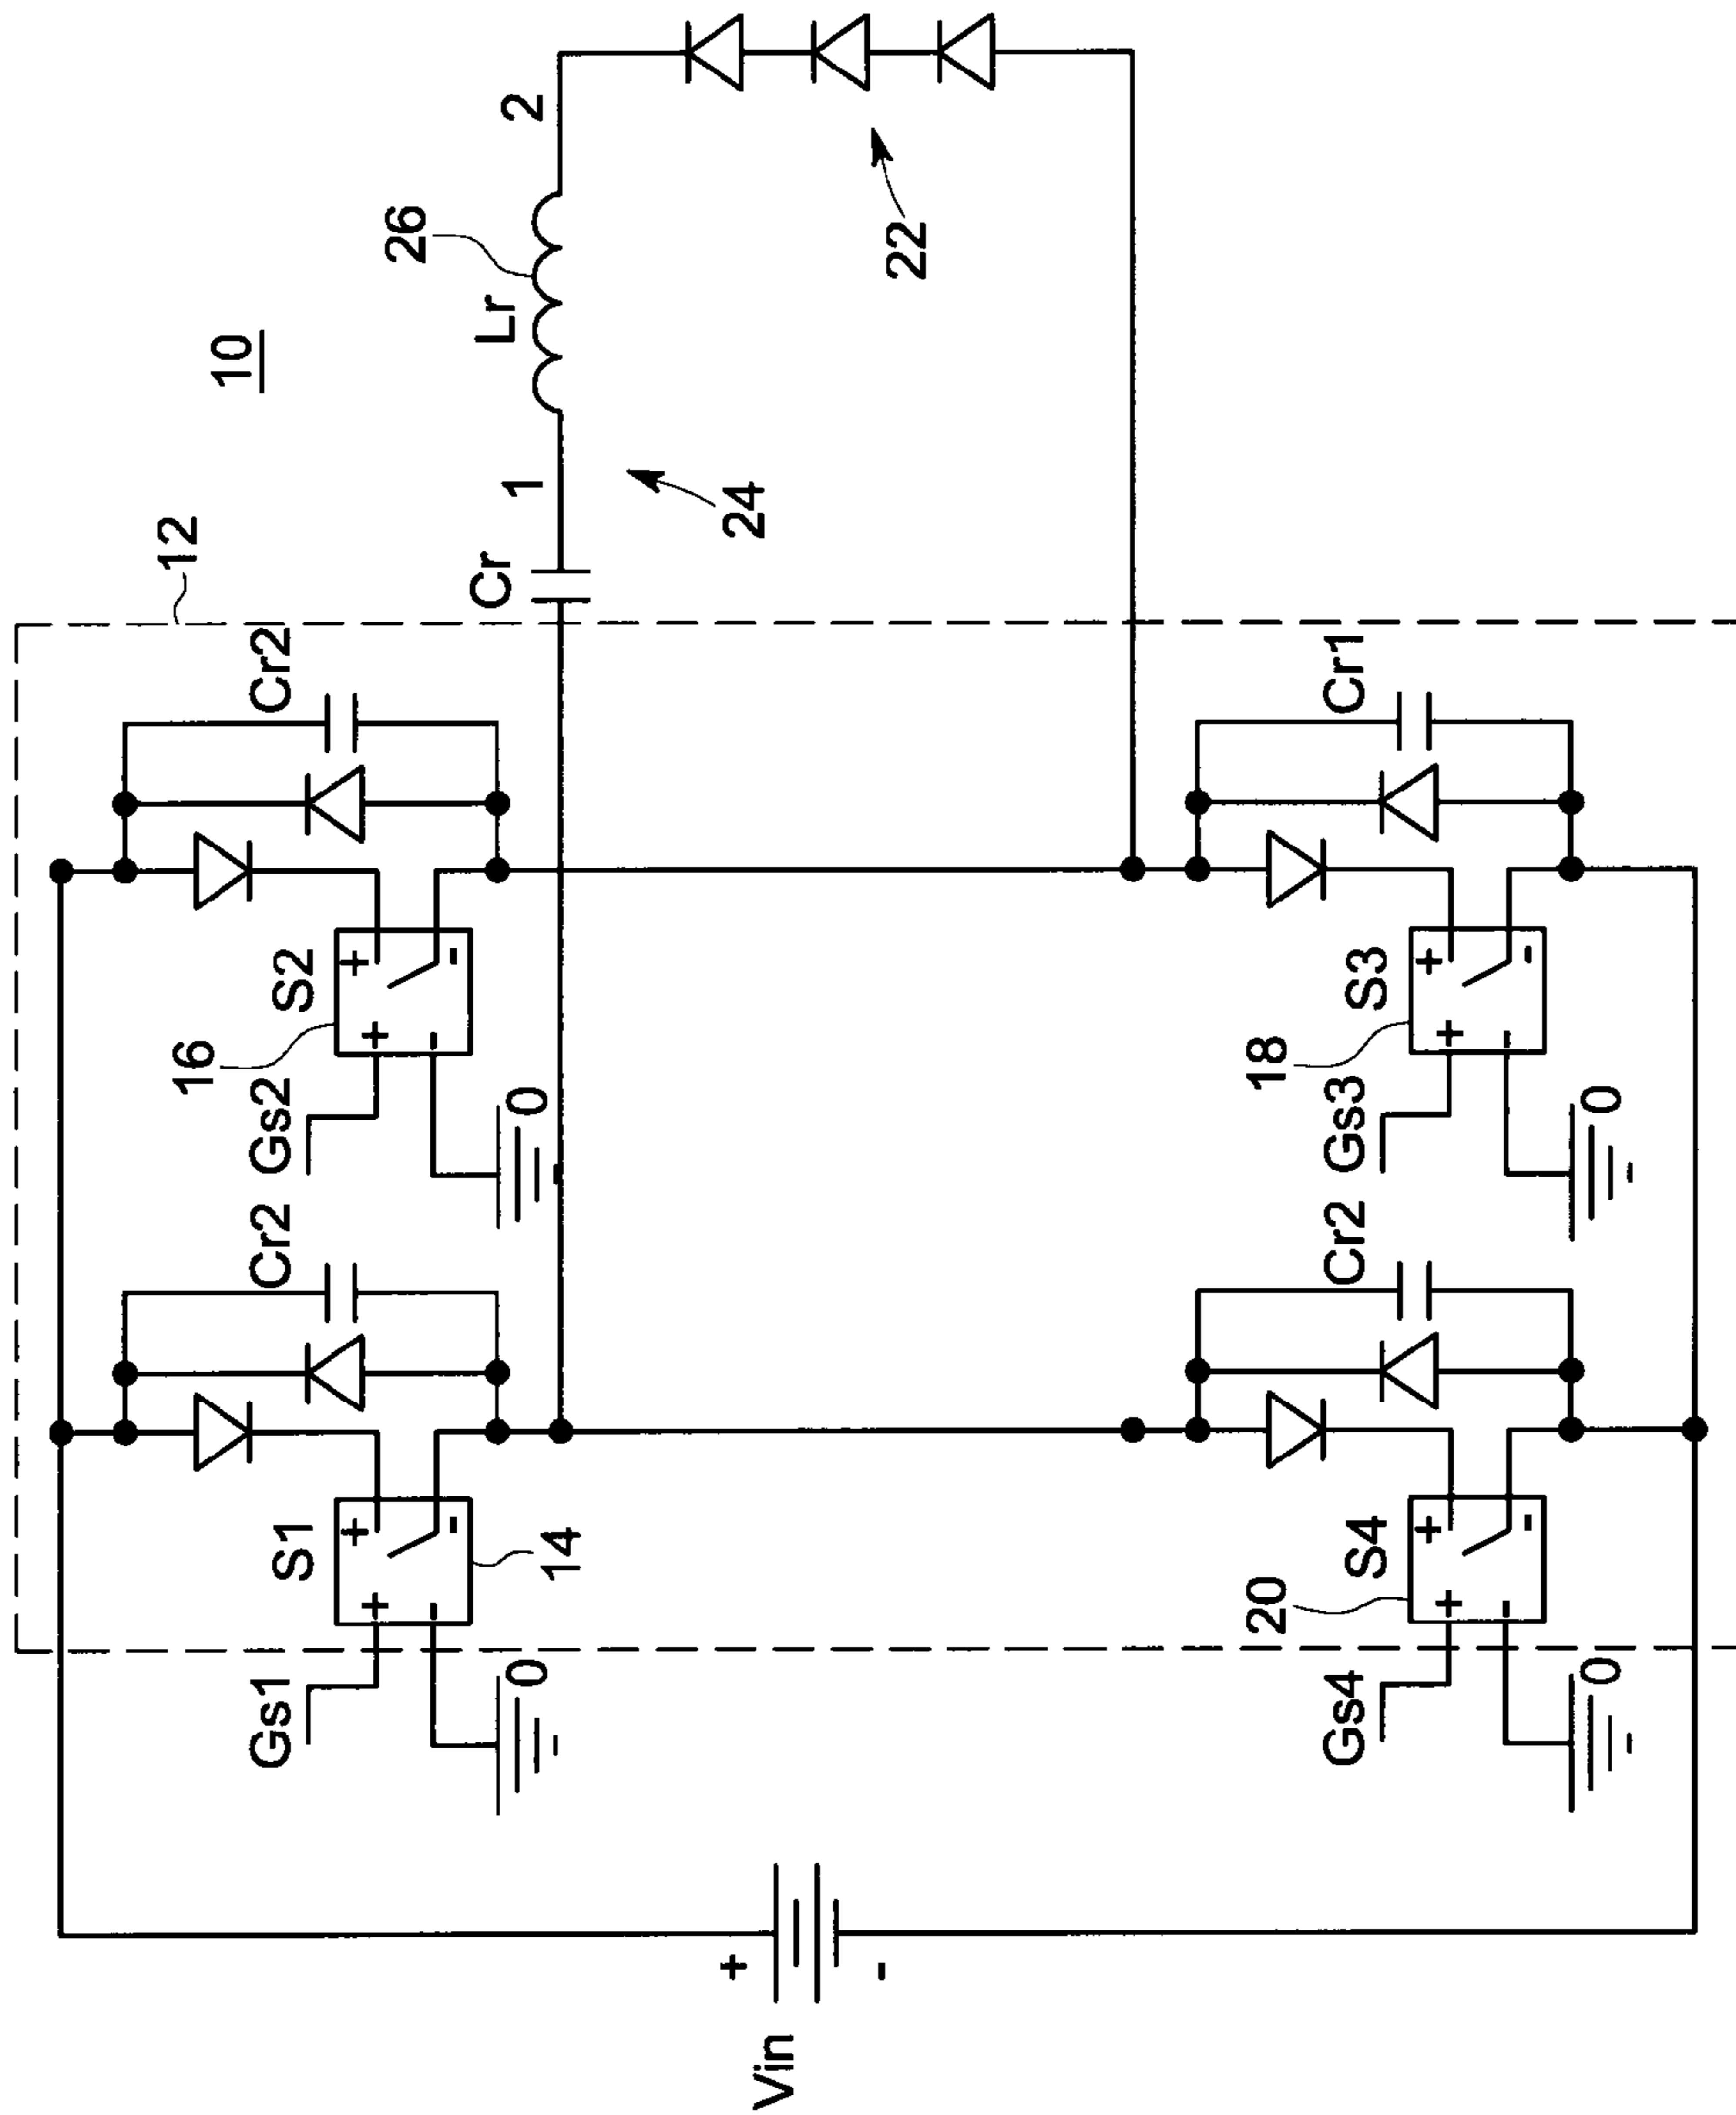 10
12
Vin
+
-
Gs1
S1
+
-
+
-
14
0
Cr2
Gs2
S2
16
+
-
+
-
0
Cr2
Cr
1
24
Lr
26
2
22
Gs4
S4
20
+
-
+
-
0
Cr2
Gs3
S3
18
+
-
+
-
0
Cr1